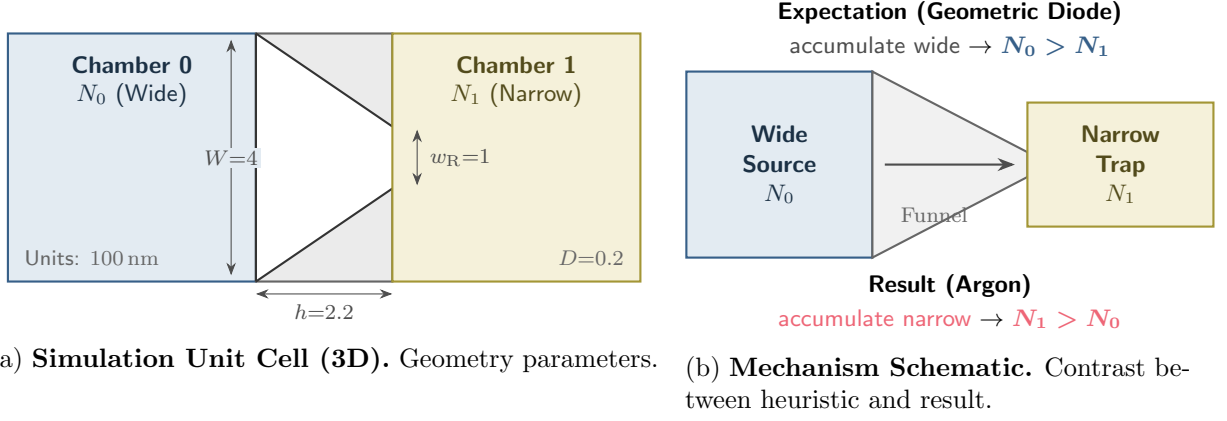 Chamber 0
N₀ (Wide)
W=4
Units: 100 nm
h=2.2
Chamber 1
N₁ (Narrow)
w_R=1
D=0.2
a) Simulation Unit Cell (3D). Geometry parameters.
Expectation (Geometric Diode)
accumulate wide → N₀ > N₁
Wide
Source
N₀
Funnel
Narrow
Trap
N₁
Result (Argon)
accumulate narrow → N₁ > N₀
(b) Mechanism Schematic. Contrast be-
tween heuristic and result.